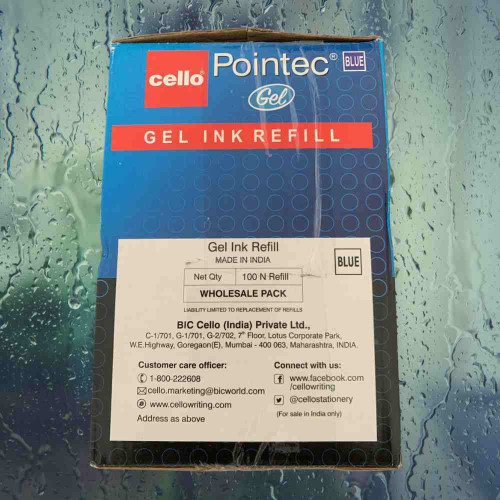 cello Pointec® BLUE
Gel
GEL INK REFILL
Gel Ink Refill
MADE IN INDIA
Net Qty 100 N Refill
WHOLESALE PACK
BLUE
LIABILITY LIMITED TO REPLACEMENT OF REFILLS
BIC Cello (India) Private Ltd.,
C-1/701, G-1/701, G-2/702, 7th Floor, Lotus Corporate Park,
W.E.Highway, Goregaon(E), Mumbai - 400 063, Maharashtra, INDIA.
Customer care officer:
1-800-222608
cello.marketing@bicworld.com
www.cellowriting.com
Address as above
Connect with us:
www.facebook.com
/cellowriting
@cellostationery
(For sale in India only)